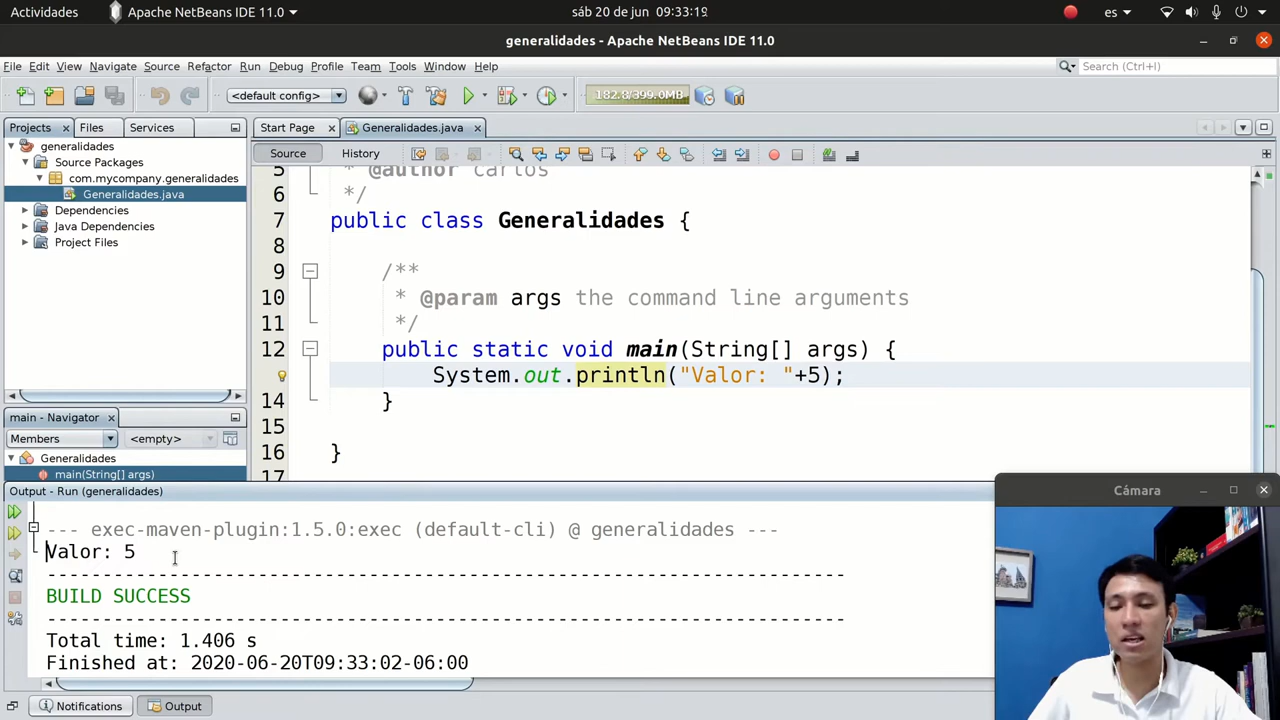 Actividades Apache NetBeans IDE 11.0 sáb 20 de jun 09:33:19 es
generalidades - Apache NetBeans IDE 11.0
File Edit View Navigate Source Refactor Run Debug Profile Team Tools Window Help Search (Ctrl+I)
<default config> 182.8/399.0MB
Projects Files Services Start Page Generalidades.java
generalidades
Source Packages
com.mycompany.generalidades
Generalidades.java
Dependencies
Java Dependencies
Project Files
Source History
5 * @author carlos
6 */
7 public class Generalidades {
8
9 /**
10 * @param args the command line arguments
11 */
12 public static void main(String[] args) {
System.out.println("Valor: "+5);
14 }
15
16 }
17
main - Navigator
Members <empty>
Generalidades
main(String[] args)
Output - Run (generalidades)
--- exec-maven-plugin:1.5.0:exec (default-cli) @ generalidades ---
Valor: 5
------------------------------------------------------------------------
BUILD SUCCESS
------------------------------------------------------------------------
Total time: 1.406 s
Finished at: 2020-06-20T09:33:02-06:00
Notifications Output
Cámara